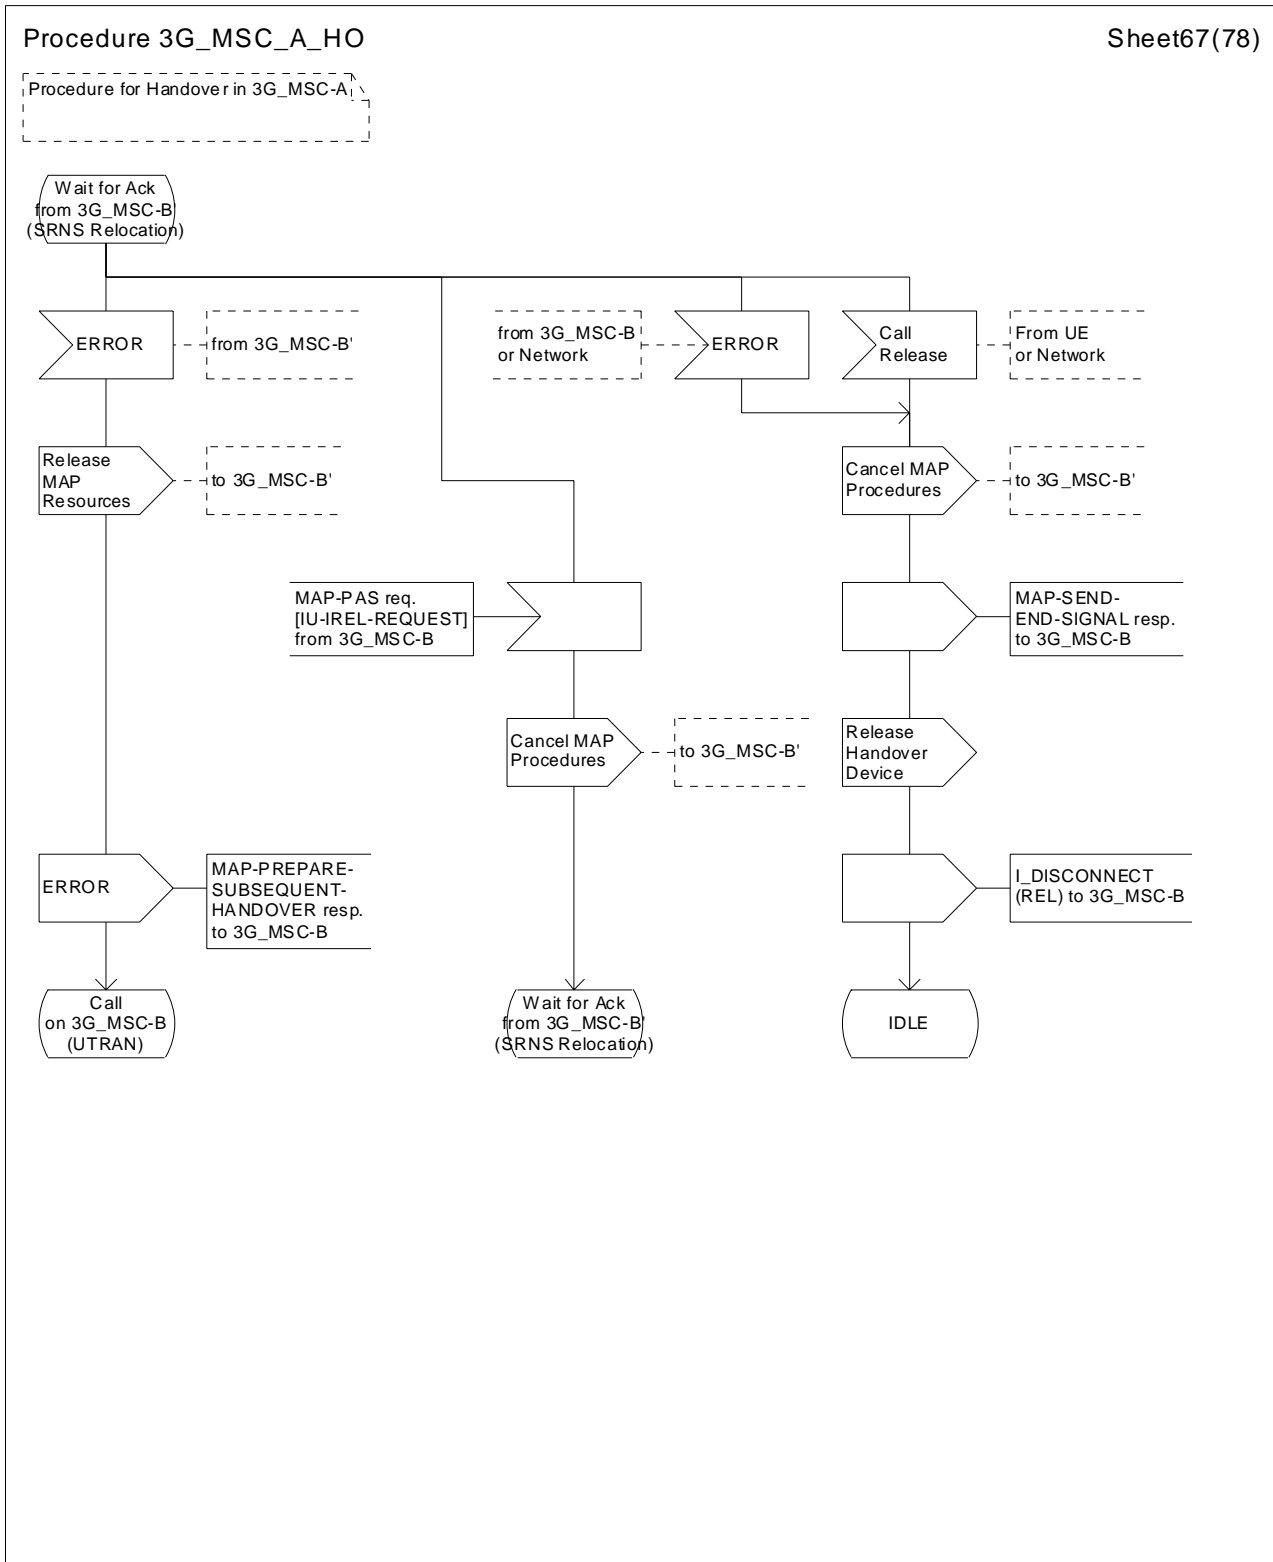 Procedure 3G_MSC_A_HO
Sheet67(78)
Procedure for Handover in 3G_MSC-A
Wait for Ack
from 3G_MSC-B'
(SRNS Relocation)
ERROR
from 3G_MSC-B'
from 3G_MSC-B
or Network
ERROR
Call
Release
From UE
or Network
Release
MAP
Resources
to 3G_MSC-B'
Cancel MAP
Procedures
to 3G_MSC-B'
MAP-PAS req.
[IU-IREL-REQUEST]
from 3G_MSC-B
MAP-SEND-
END-SIGNAL resp.
to 3G_MSC-B
Cancel MAP
Procedures
to 3G_MSC-B'
Release
Handover
Device
ERROR
MAP-PREPARE-
SUBSEQUENT-
HANDOVER resp.
to 3G_MSC-B
I_DISCONNECT
(REL) to 3G_MSC-B
Call
on 3G_MSC-B
(UTRAN)
Wait for Ack
from 3G_MSC-B'
(SRNS Relocation)
IDLE